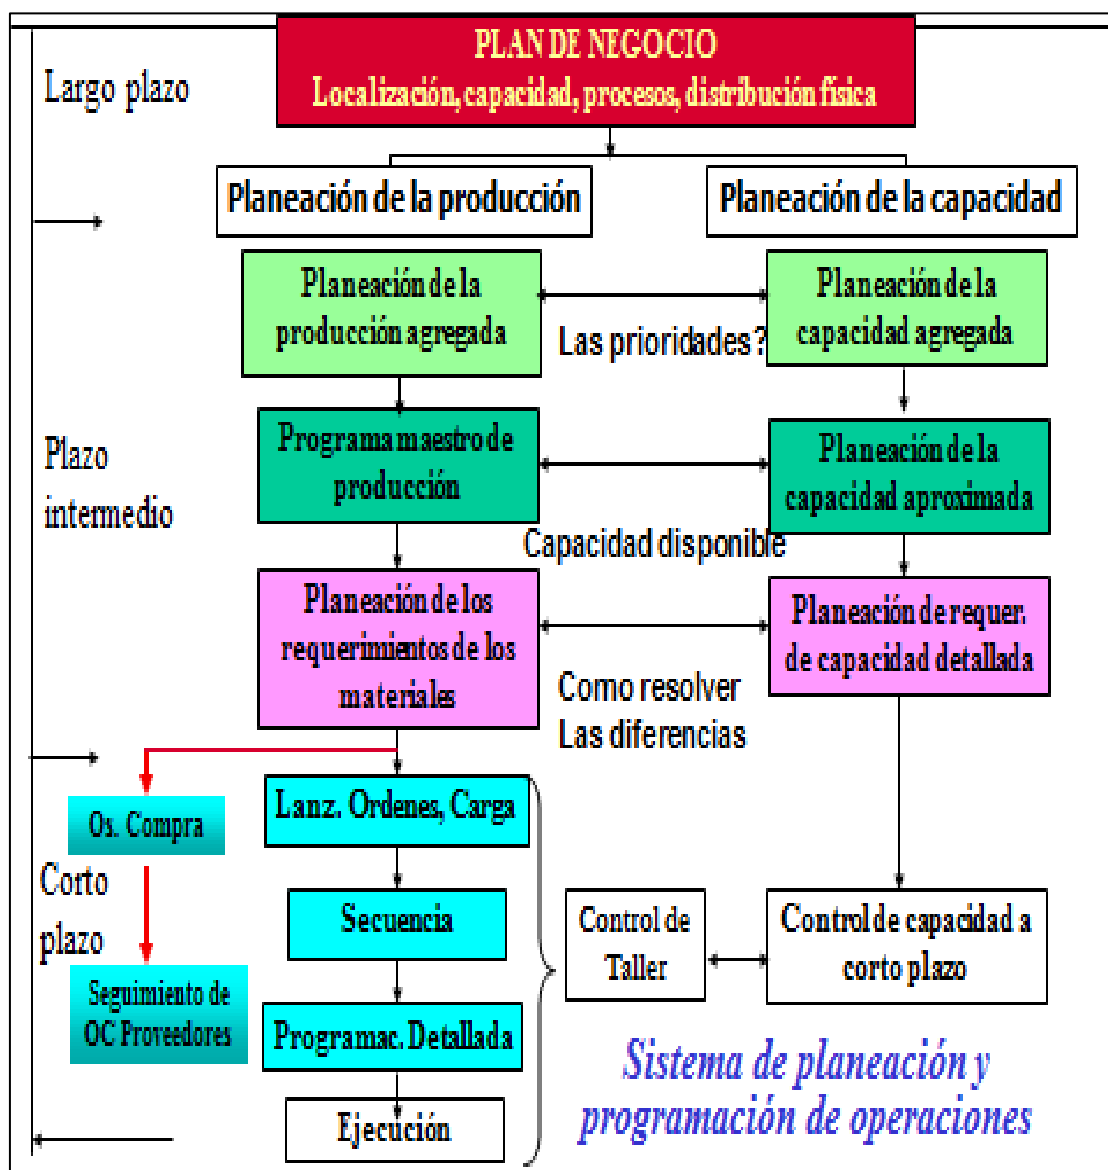 PLAN DE NEGOCIO
Localización, capacidad, procesos, distribución física
Largo plazo
Planeación de la producción
Planeación de la capacidad
Planeación de la
producción agregada
Planeación de la
capacidad agregada
Las prioridades?
Plazo
intermedio
Programa maestro de
producción
Planeación de la
capacidad aproximada
Capacidad disponible
Planeación de los
requerimientos de los
materiales
Planeación de requer.
de capacidad detallada
Como resolver
Las diferencias
Os. Compra
Lanz. Ordenes, Carga
Corto
plazo
Secuencia
Control de
Taller
Control de capacidad a
corto plazo
Seguimiento de
OC Proveedores
Programac. Detallada
Ejecución
Sistema de planeación y
programación de operaciones